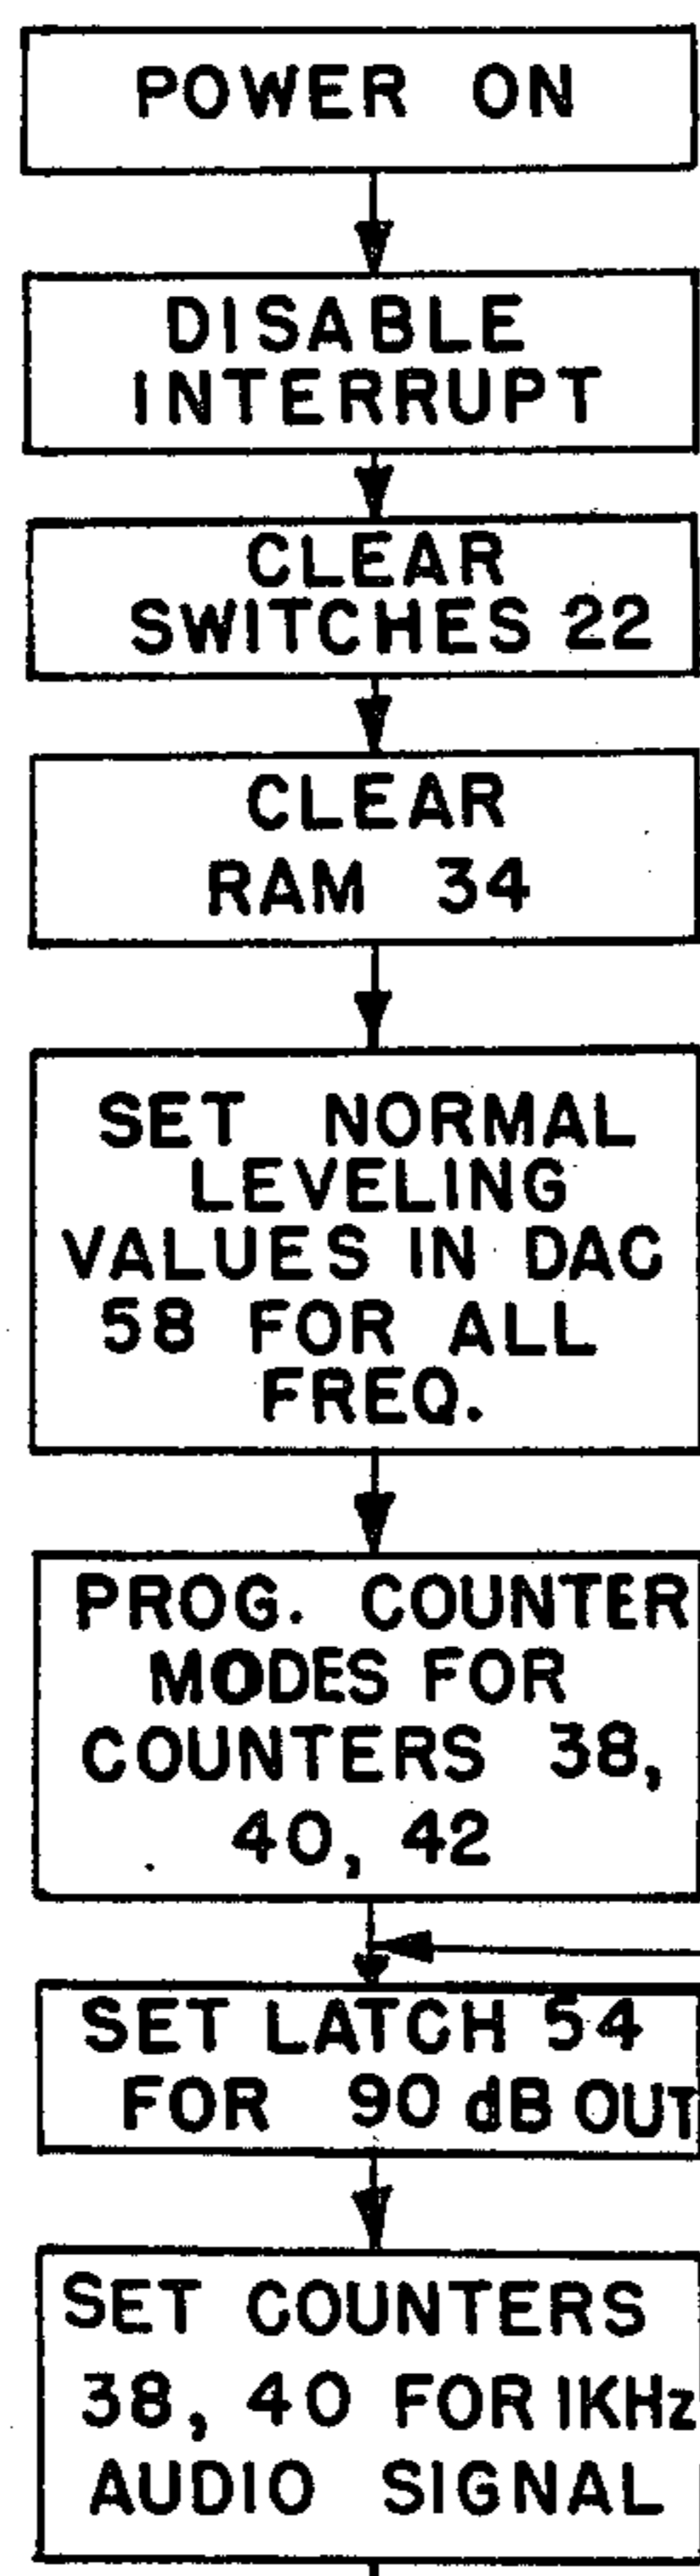 POWER ON
DISABLE
INTERRUPT
CLEAR
SWITCHES 22
CLEAR
RAM 34
SET NORMAL
LEVELING
VALUES IN DAC
58 FOR ALL
FREQ.
PROG. COUNTER
MODES FOR
COUNTERS 38,
40, 42
SET LATCH 54
FOR 90 dB OUT
SET COUNTERS
38, 40 FOR 1KHz
AUDIO SIGNAL